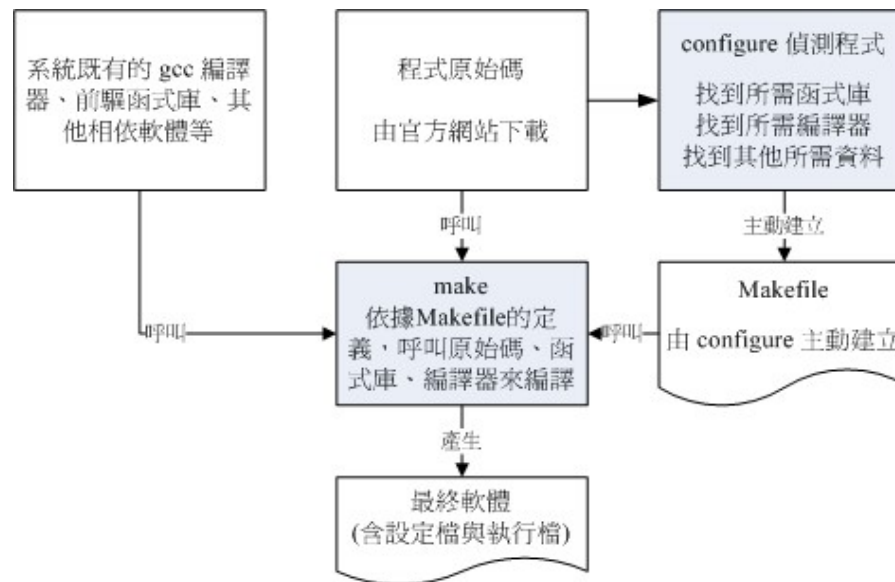 系統既有的 gcc 編譯
器、前驅函式庫、其
他相依軟體等
程式原始碼
由官方網站下載
configure 偵測程式
找到所需函式庫
找到所需編譯器
找到其他所需資料
呼叫
主動建立
make
依據Makefile的定
義，呼叫原始碼、函
式庫、編譯器來編譯
Makefile
由 configure 主動建立
呼叫
呼叫
產生
最終軟體
(含設定檔與執行檔)